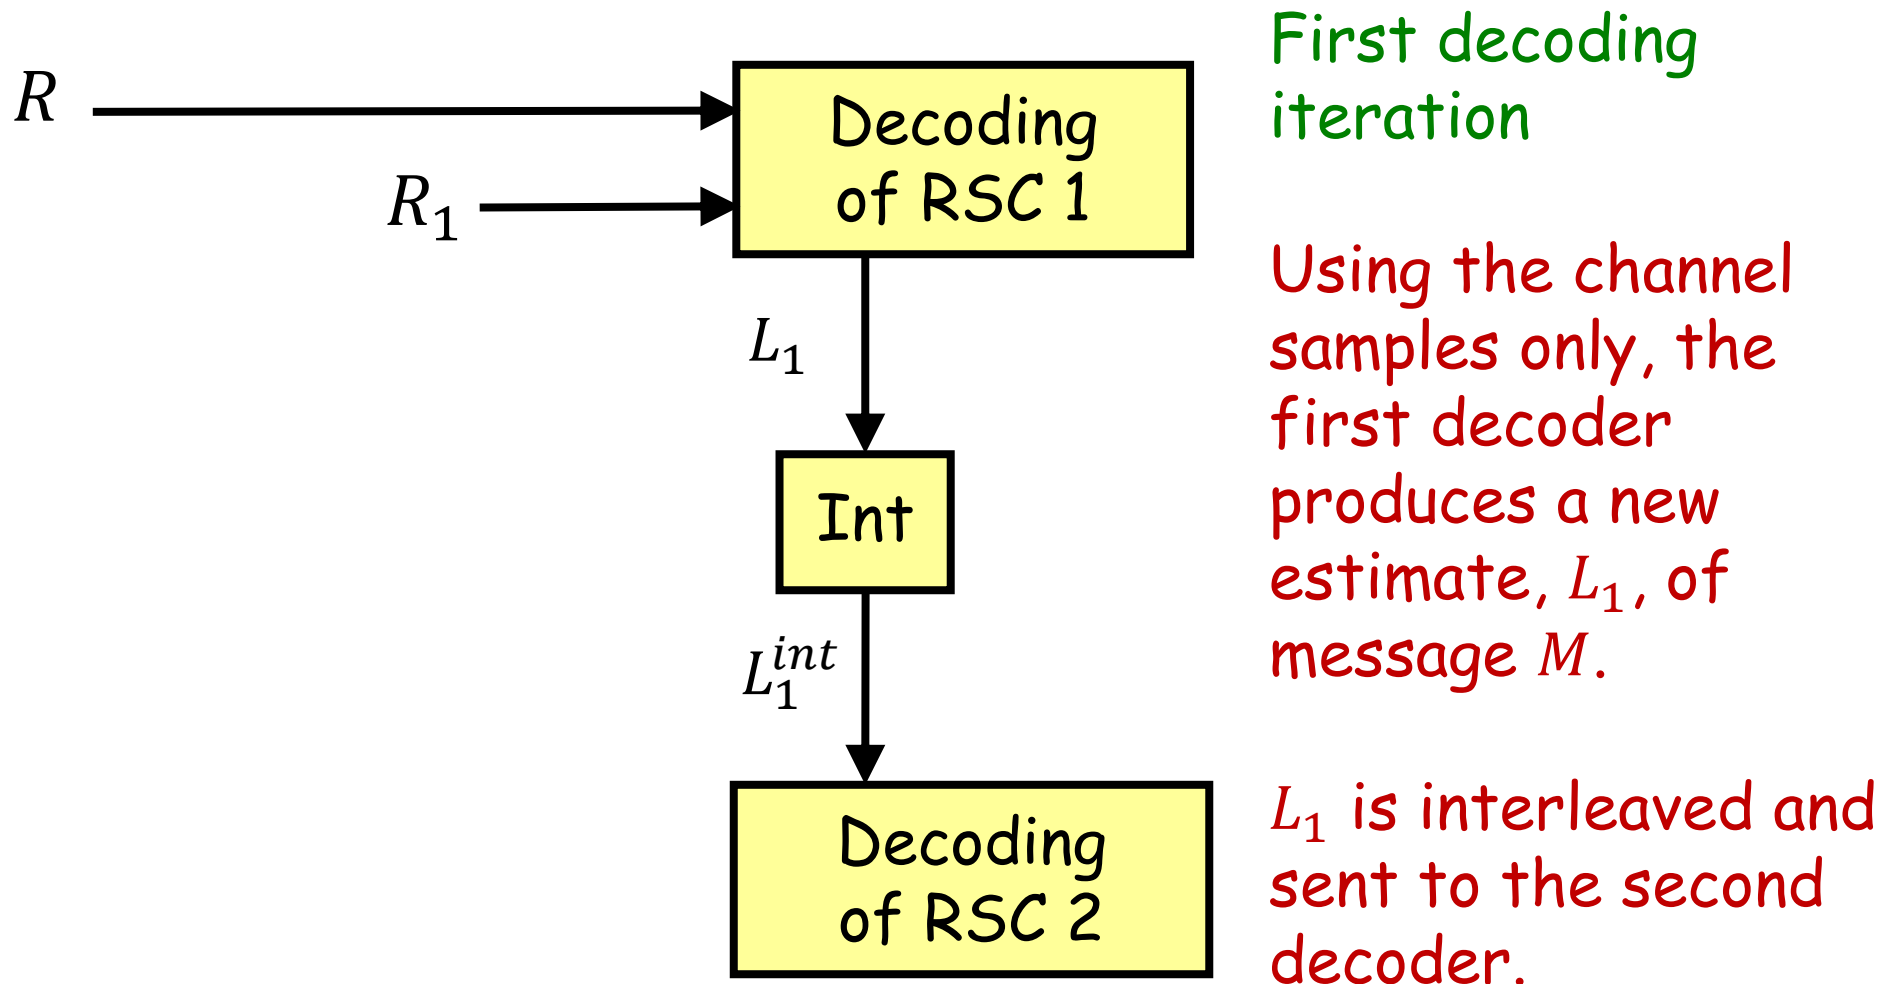 R
R₁
Decoding
of RSC 1
L₁
Int
L₁ⁱⁿᵗ
Decoding
of RSC 2
First decoding
iteration
Using the channel
samples only, the
first decoder
produces a new
estimate, L₁, of
message M.
L₁ is interleaved and
sent to the second
decoder.